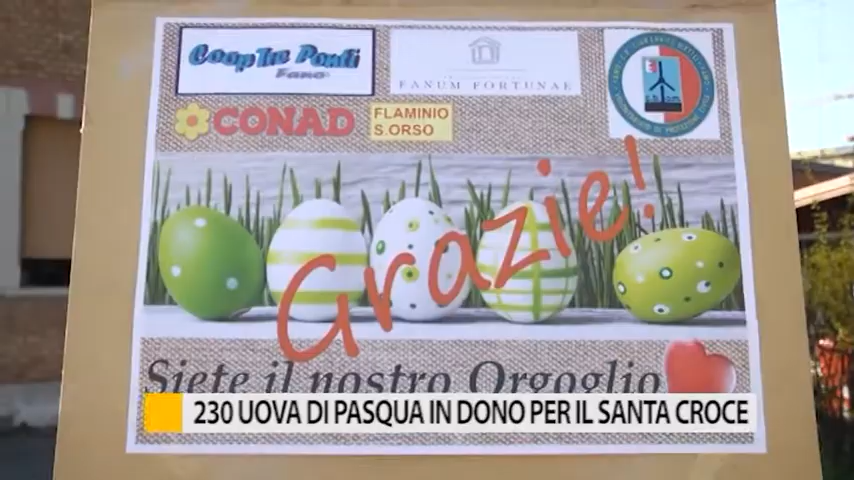 Coop Tre Ponti
Fano
FANUM FORTUNAE
CONAD
FLAMINIO
S.ORSO
Grazie!
Siete il nostro Orgoglio
230 UOVA DI PASQUA IN DONO PER IL SANTA CROCE